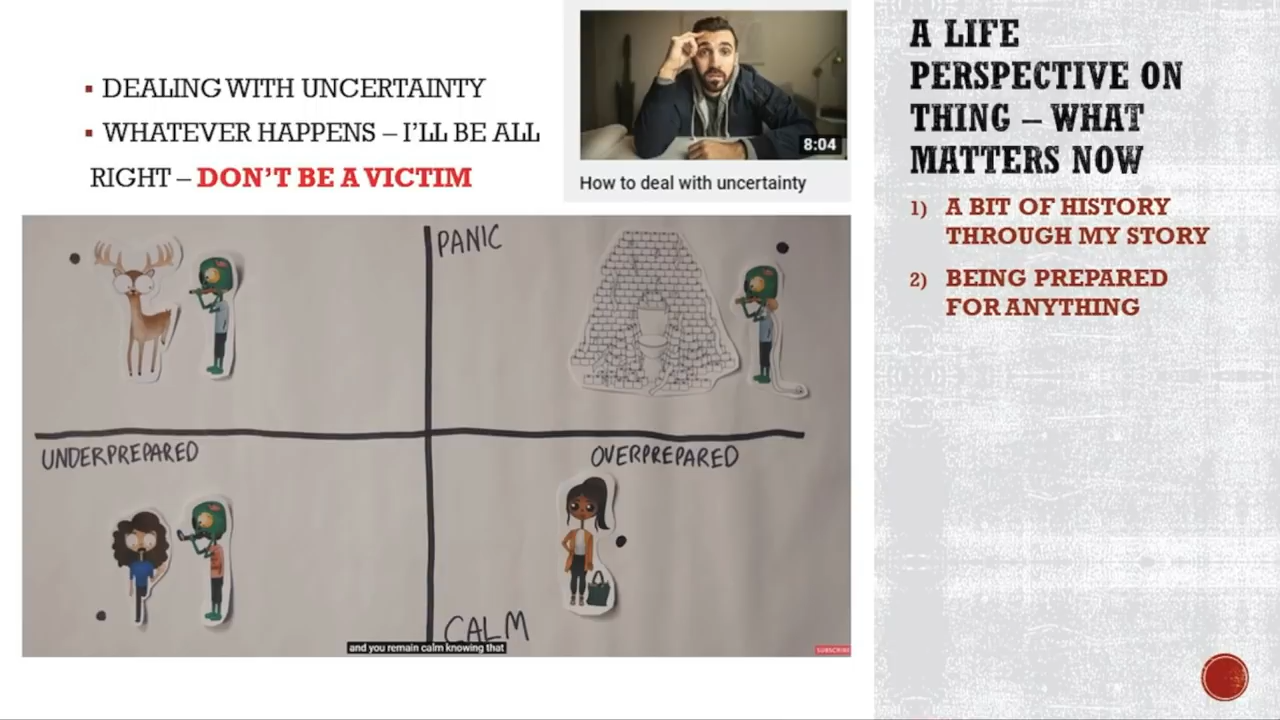 DEALING WITH UNCERTAINTY
WHATEVER HAPPENS – I'LL BE ALL
RIGHT – DON'T BE A VICTIM
8:04
How to deal with uncertainty
PANIC
UNDERPREPARED
OVERPREPARED
CALM
and you remain calm knowing that
SUBSCRIBE
A LIFE
PERSPECTIVE ON
THING – WHAT
MATTERS NOW
1) A BIT OF HISTORY
THROUGH MY STORY
2) BEING PREPARED
FOR ANYTHING